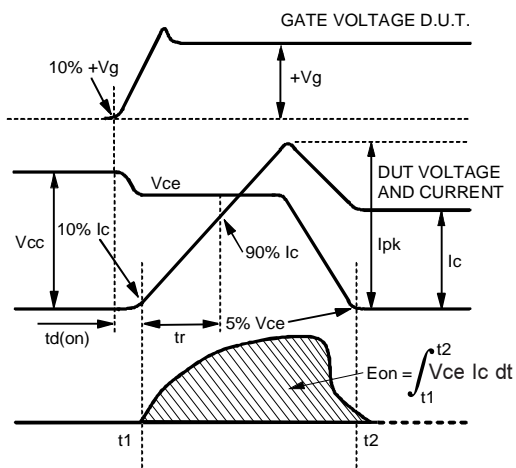 GATE VOLTAGE D.U.T.
10% +Vg
+Vg
Vce
DUT VOLTAGE
AND CURRENT
Vcc
10% Ic
90% Ic
Ipk
Ic
td(on)
tr
5% Vce
Eon = ∫ Vce Ic dt
t2
t1
t1
t2